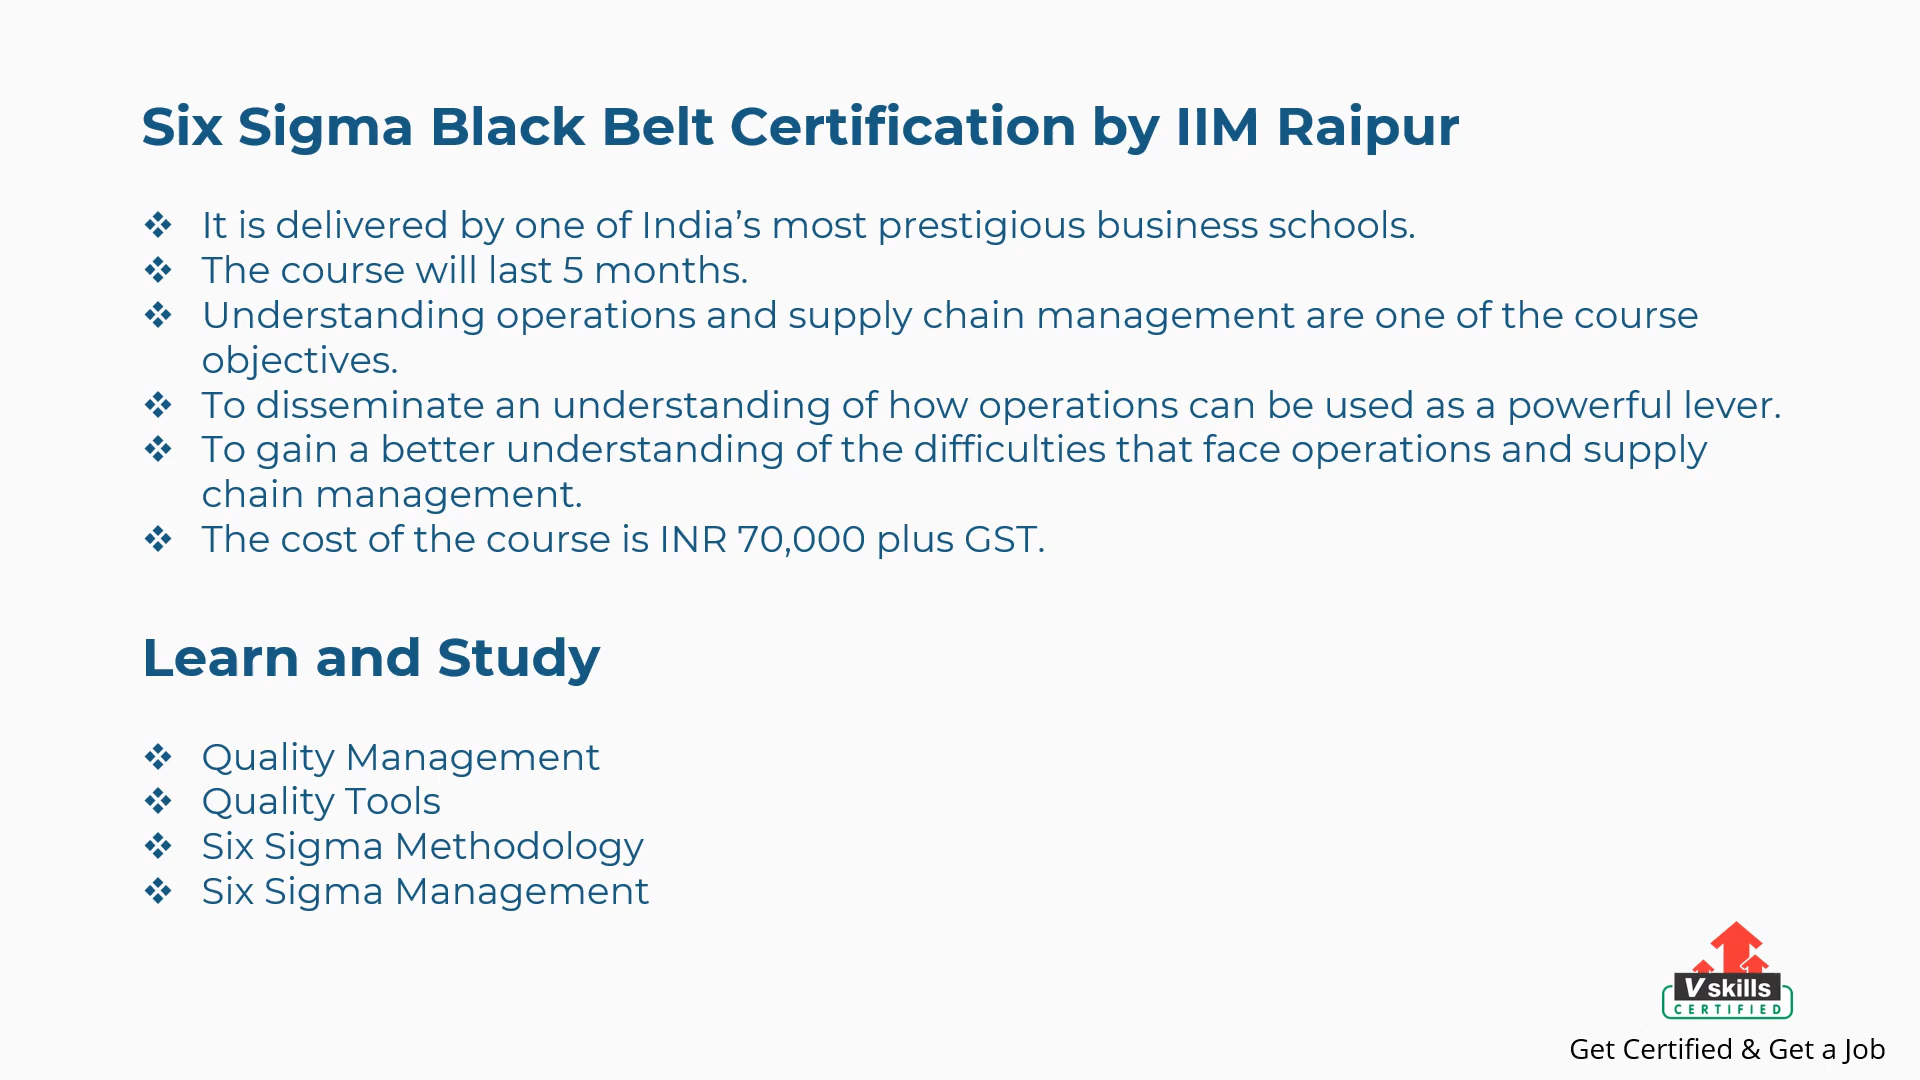 Six Sigma Black Belt Certification by IIM Raipur
❖ It is delivered by one of India’s most prestigious business schools.
❖ The course will last 5 months.
❖ Understanding operations and supply chain management are one of the course
objectives.
❖ To disseminate an understanding of how operations can be used as a powerful lever.
❖ To gain a better understanding of the difficulties that face operations and supply
chain management.
❖ The cost of the course is INR 70,000 plus GST.
Learn and Study
❖ Quality Management
❖ Quality Tools
❖ Six Sigma Methodology
❖ Six Sigma Management
Vskills
CERTIFIED
Get Certified & Get a Job